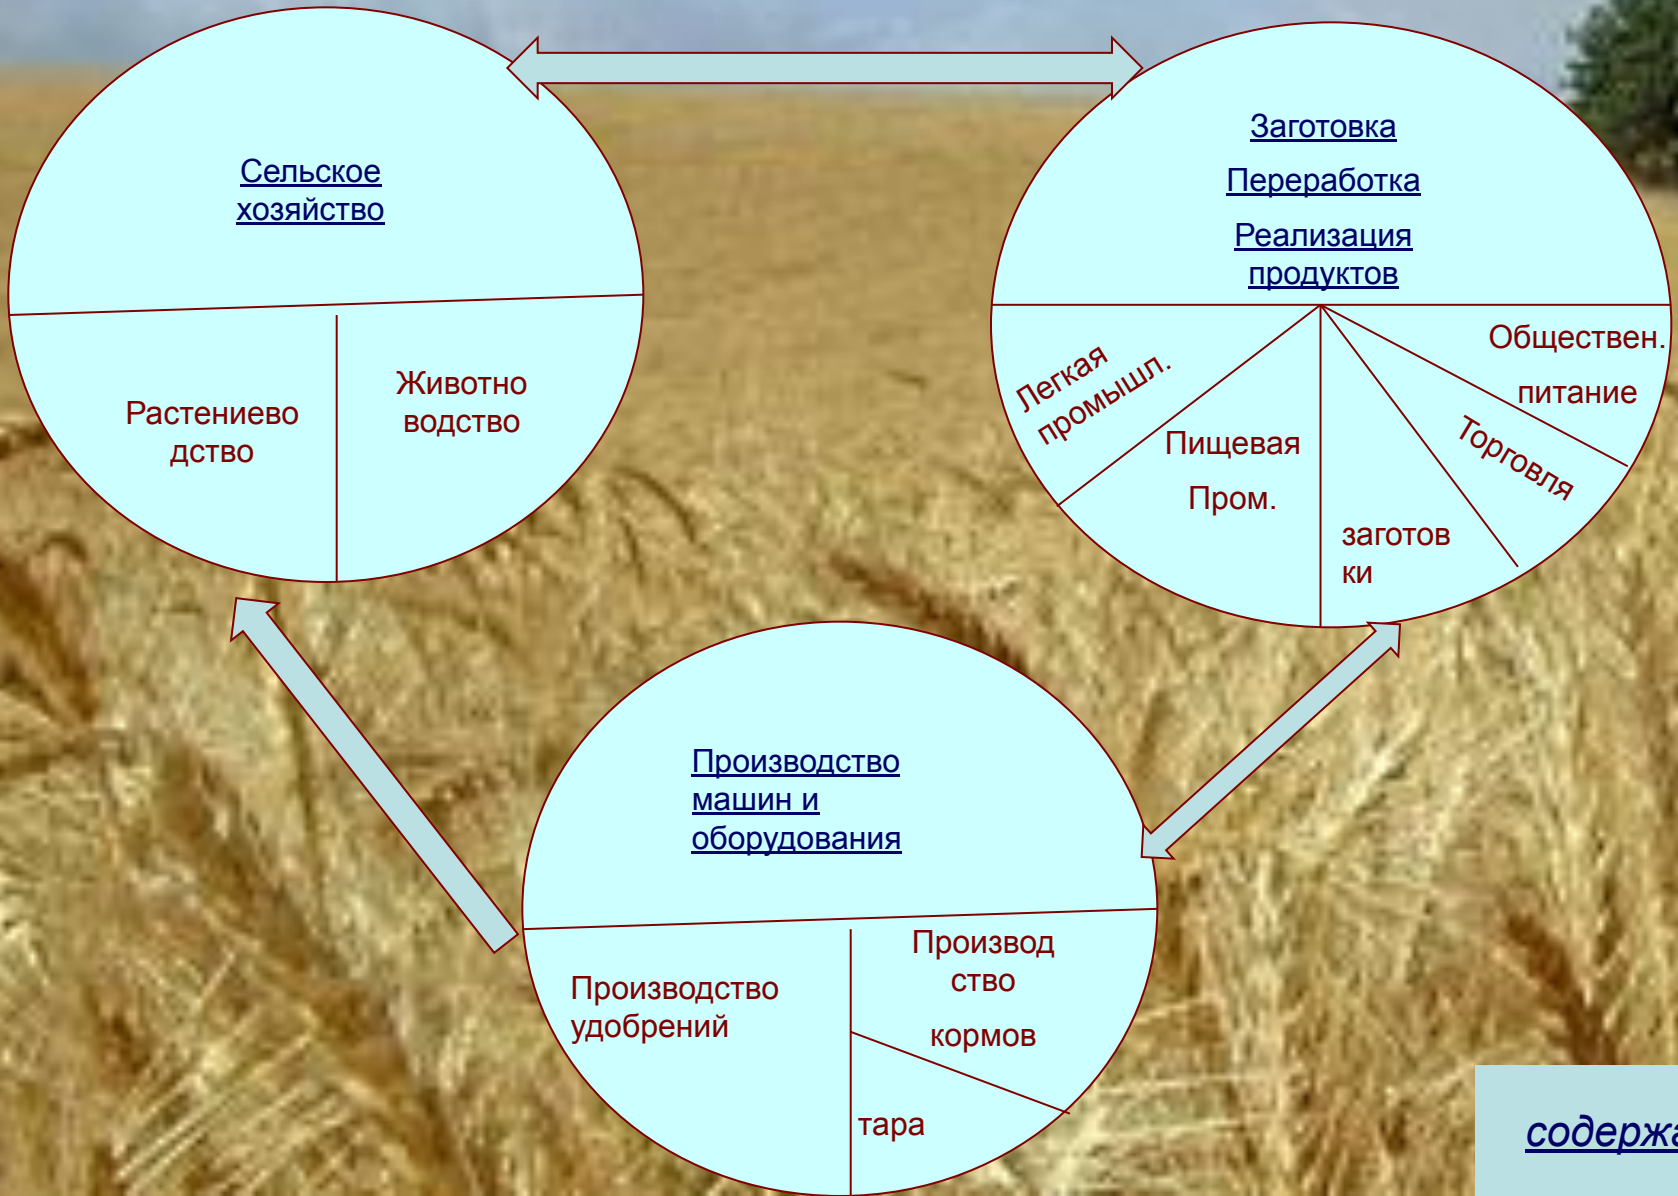 Сельское
хозяйство
Растениево
дство
Животно
водство
Заготовка
Переработка
Реализация
продуктов
Легкая
промышл.
Пищевая
Пром.
заготов
ки
Торговля
Обществен.
питание
Производство
машин и
оборудования
Производство
удобрений
Производ
ство
кормов
тара
содержа